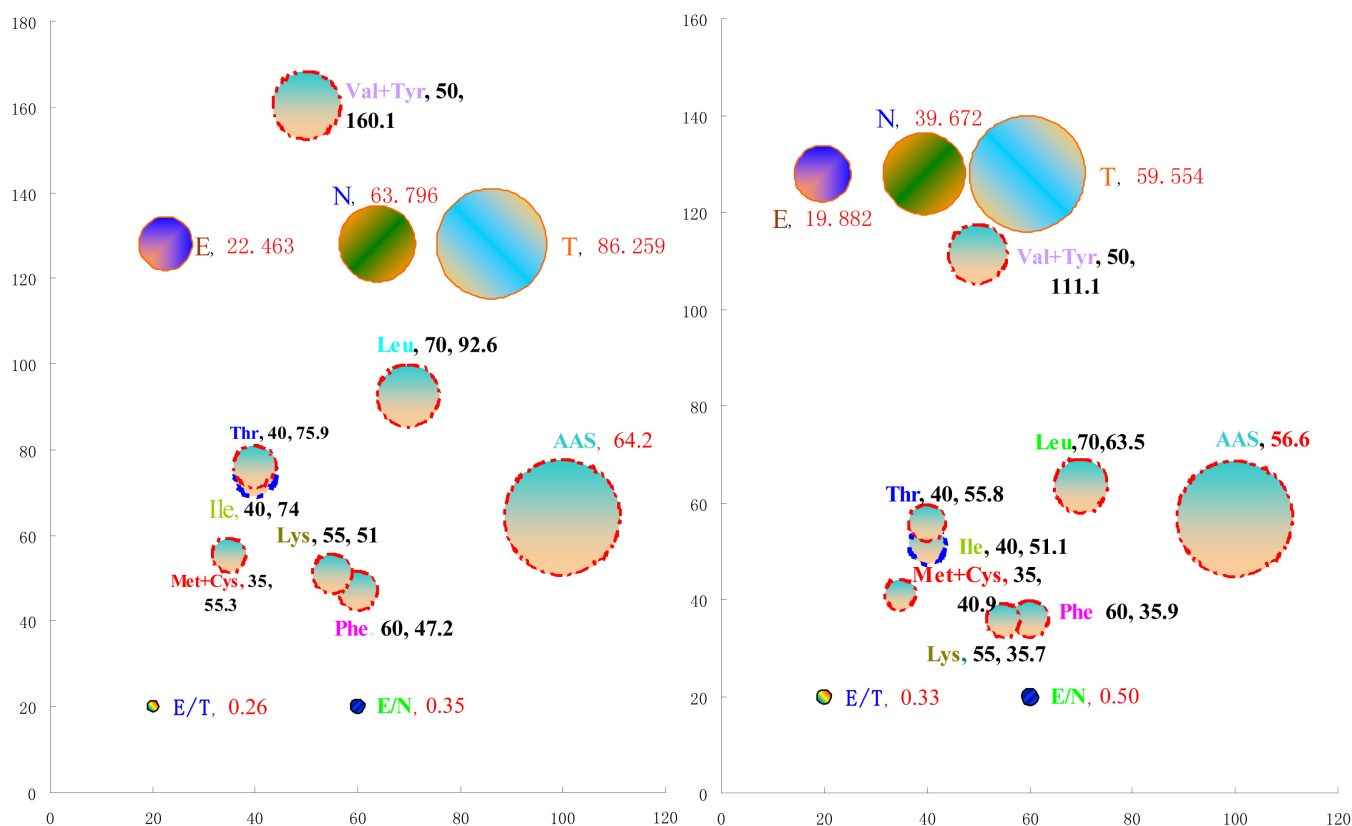 180
160
140
120
100
80
60
40
20
0
0
20
40
60
80
100
120
Val+Tyr, 50,
160.1
N, 63.796
E, 22.463
T, 86.259
Leu, 70, 92.6
Thr, 40, 75.9
AAS, 64.2
Ile, 40, 74
Lys, 55, 51
Met+Cys, 35,
55.3
Phe, 60, 47.2
E/T, 0.26
E/N, 0.35
160
140
120
100
80
60
40
20
0
0
20
40
60
80
100
120
N, 39.672
T, 59.554
E, 19.882
Val+Tyr, 50,
111.1
Leu,70,63.5
AAS, 56.6
Thr, 40, 55.8
Ile, 40, 51.1
Met+Cys, 35,
40.9
Phe 60, 35.9
Lys, 55, 35.7
E/T, 0.33
E/N, 0.50